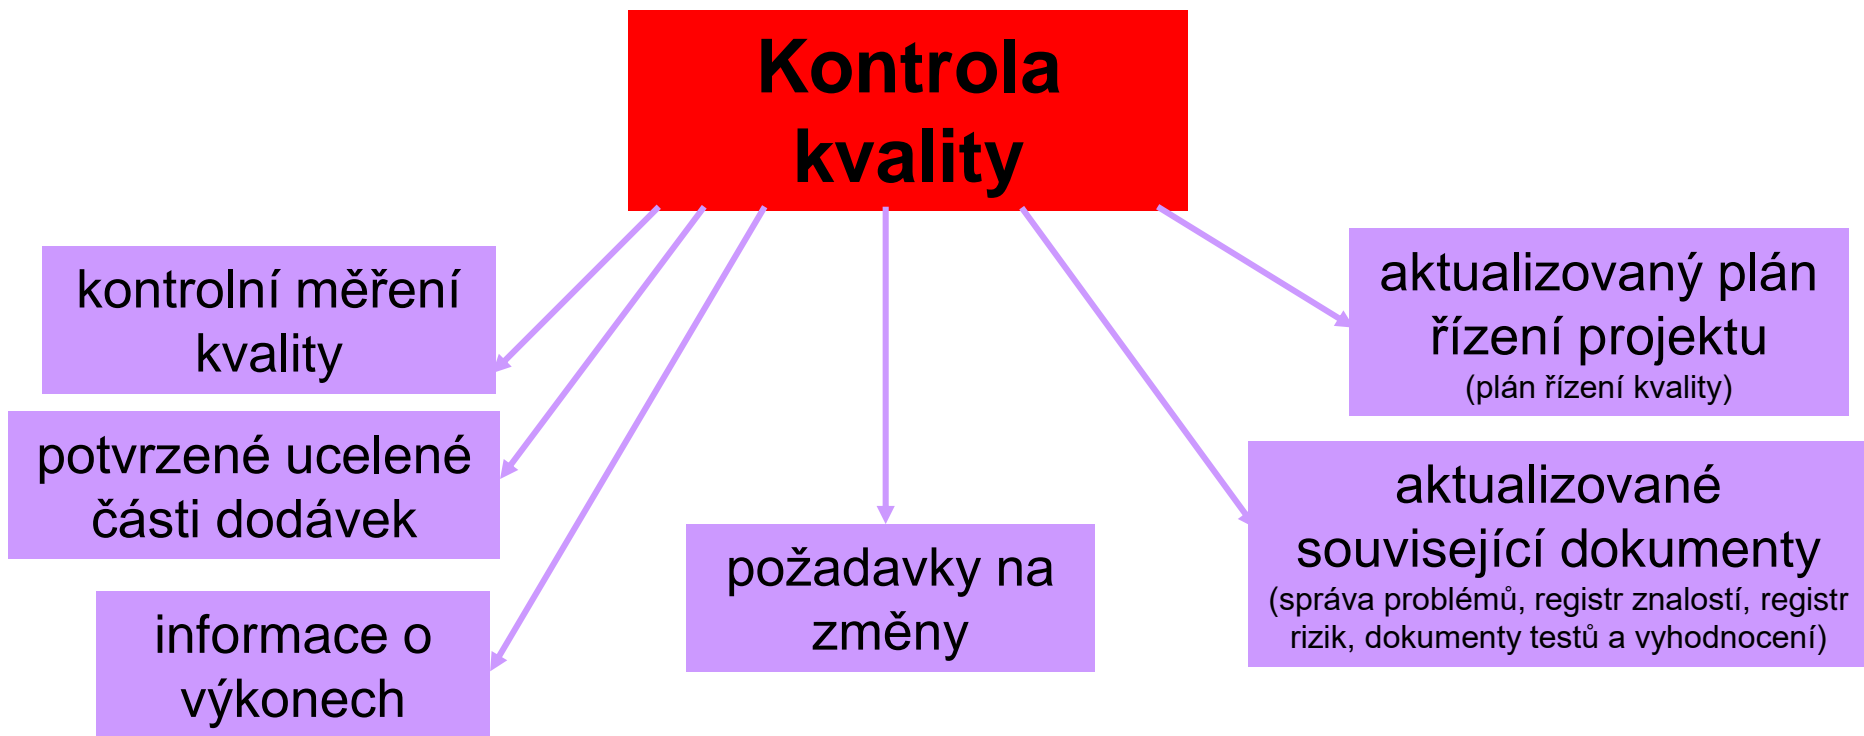 Kontrola
kvality
kontrolní měření
kvality
potvrzené ucelené
části dodávek
informace o
výkonech
požadavky na
změny
aktualizovaný plán
řízení projektu
(plán řízení kvality)
aktualizované
související dokumenty
(správa problémů, registr znalostí, registr
rizik, dokumenty testů a vyhodnocení)